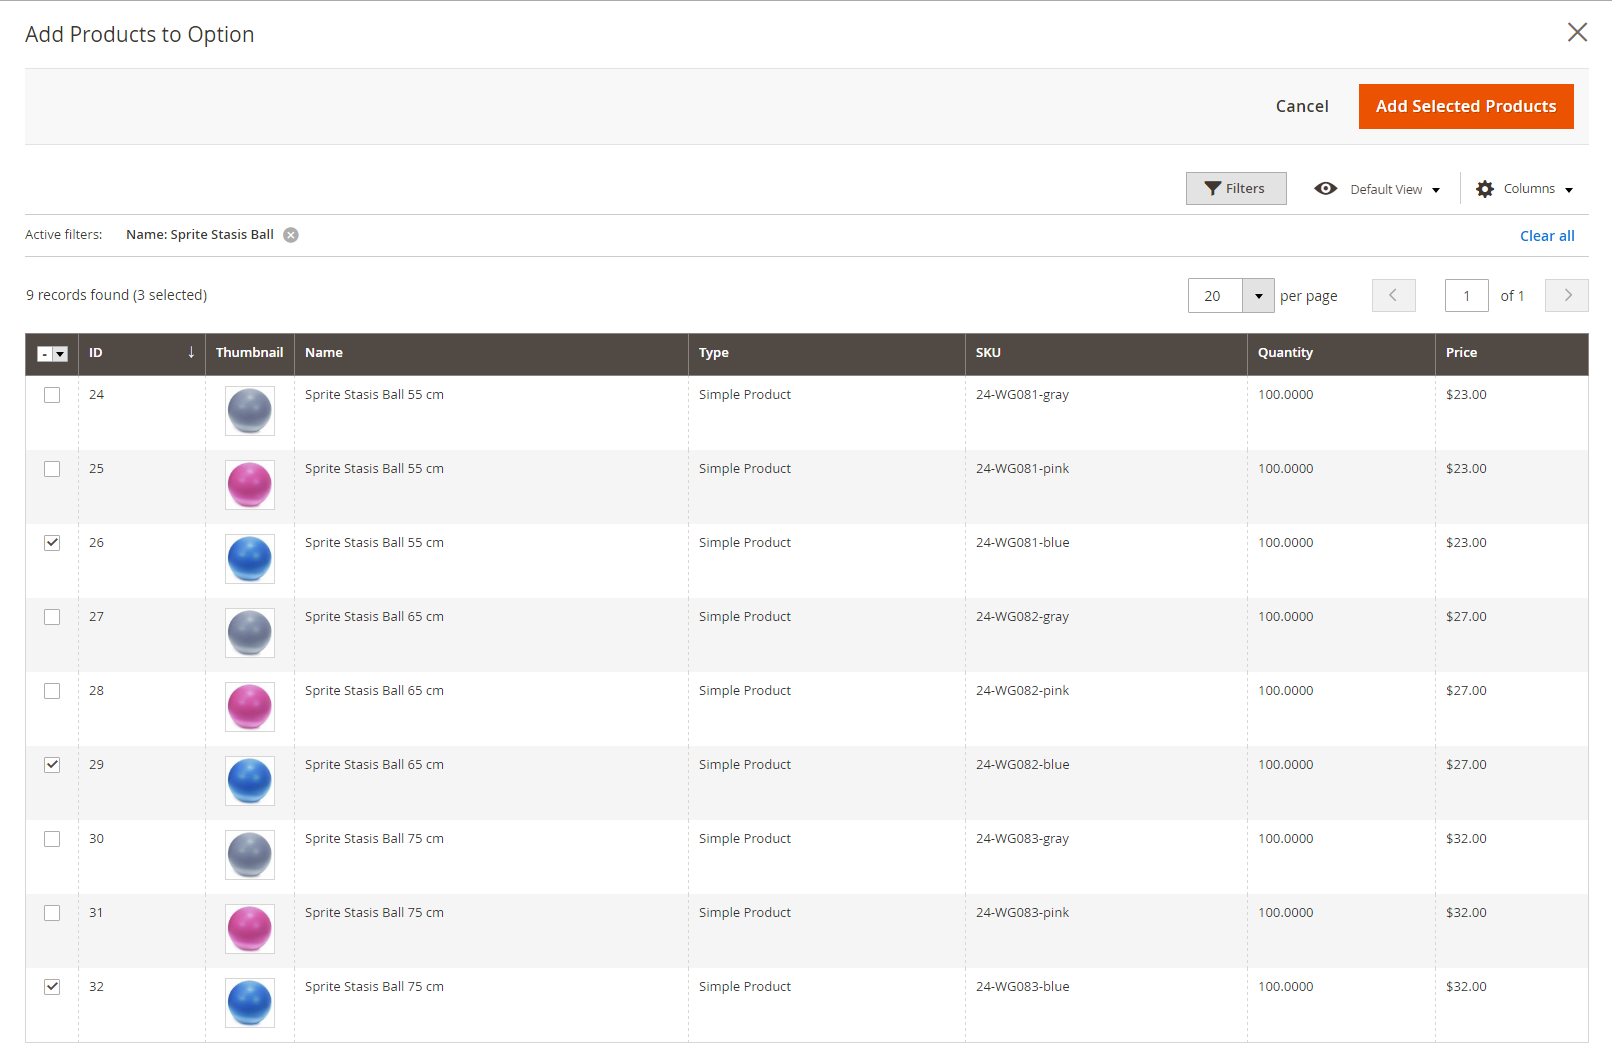 Add Products to Option
Cancel Add Selected Products
Filters Default View Columns
Active filters: Name: Sprite Stasis Ball Clear all
9 records found (3 selected) 20 per page 1 of 1
- ID ↓ Thumbnail Name Type SKU Quantity Price
24 Sprite Stasis Ball 55 cm Simple Product 24-WG081-gray 100.0000 $23.00
25 Sprite Stasis Ball 55 cm Simple Product 24-WG081-pink 100.0000 $23.00
26 Sprite Stasis Ball 55 cm Simple Product 24-WG081-blue 100.0000 $23.00
27 Sprite Stasis Ball 65 cm Simple Product 24-WG082-gray 100.0000 $27.00
28 Sprite Stasis Ball 65 cm Simple Product 24-WG082-pink 100.0000 $27.00
29 Sprite Stasis Ball 65 cm Simple Product 24-WG082-blue 100.0000 $27.00
30 Sprite Stasis Ball 75 cm Simple Product 24-WG083-gray 100.0000 $32.00
31 Sprite Stasis Ball 75 cm Simple Product 24-WG083-pink 100.0000 $32.00
32 Sprite Stasis Ball 75 cm Simple Product 24-WG083-blue 100.0000 $32.00